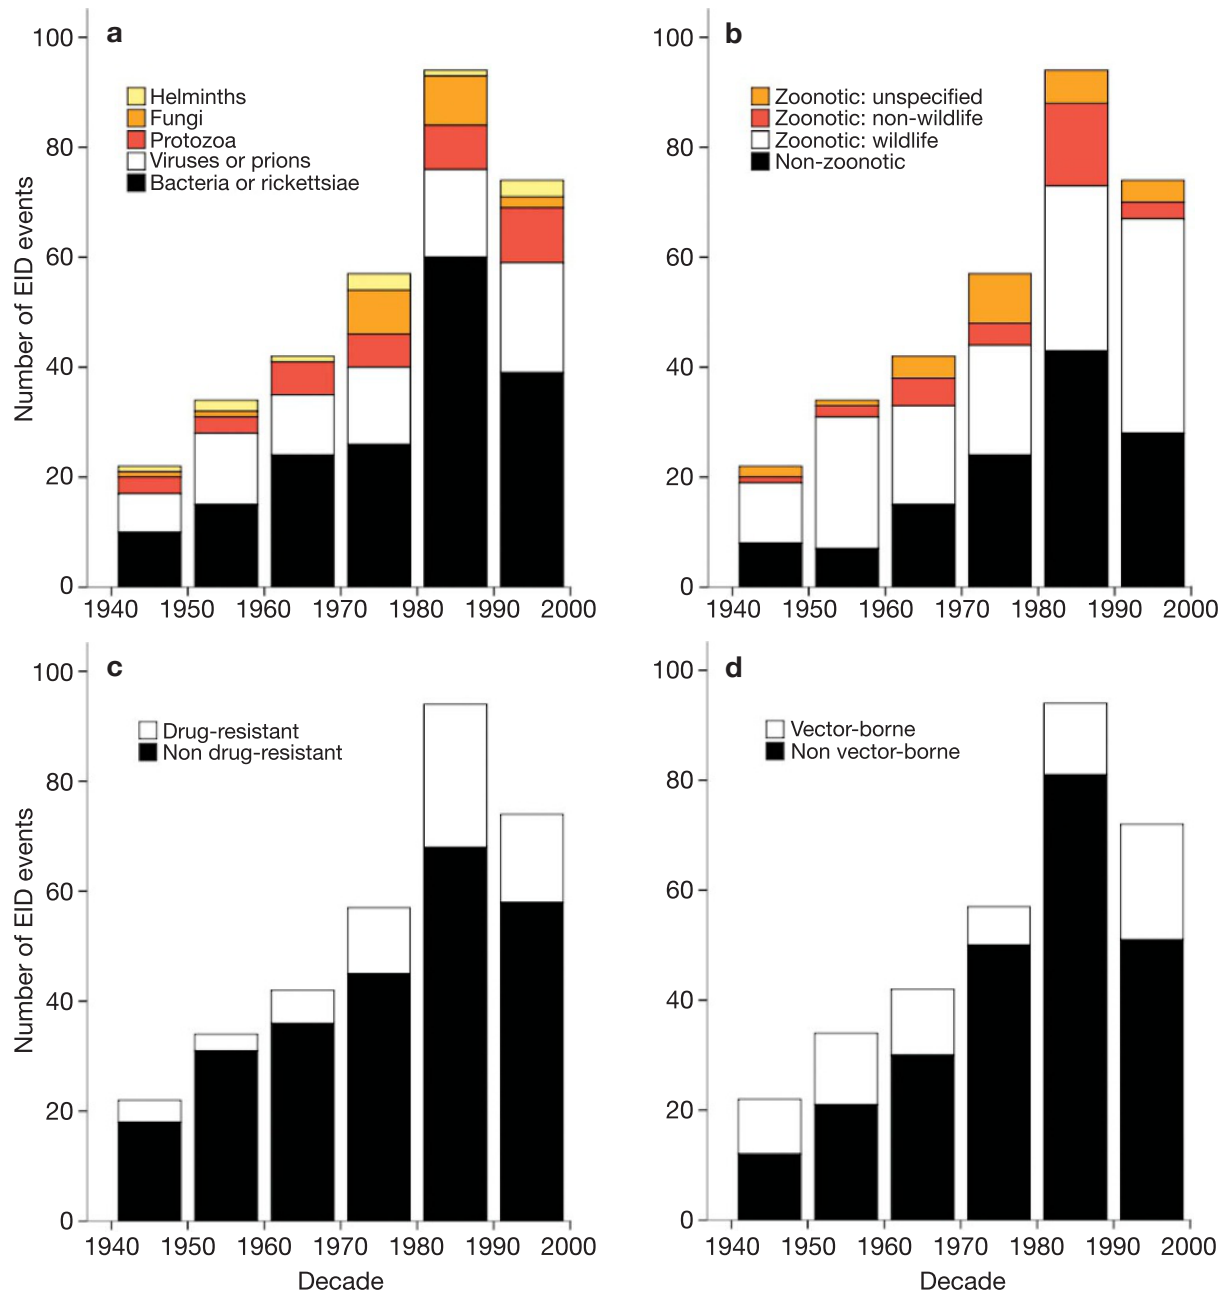 a
100
80
60
40
20
0
Number of EID events
Helminths
Fungi
Protozoa
Viruses or prions
Bacteria or rickettsiae
1940 1950 1960 1970 1980 1990 2000
b
100
80
60
40
20
0
Zoonotic: unspecified
Zoonotic: non-wildlife
Zoonotic: wildlife
Non-zoonotic
1940 1950 1960 1970 1980 1990 2000
c
100
80
60
40
20
0
Number of EID events
Drug-resistant
Non drug-resistant
1940 1950 1960 1970 1980 1990 2000
Decade
d
100
80
60
40
20
0
Vector-borne
Non vector-borne
1940 1950 1960 1970 1980 1990 2000
Decade